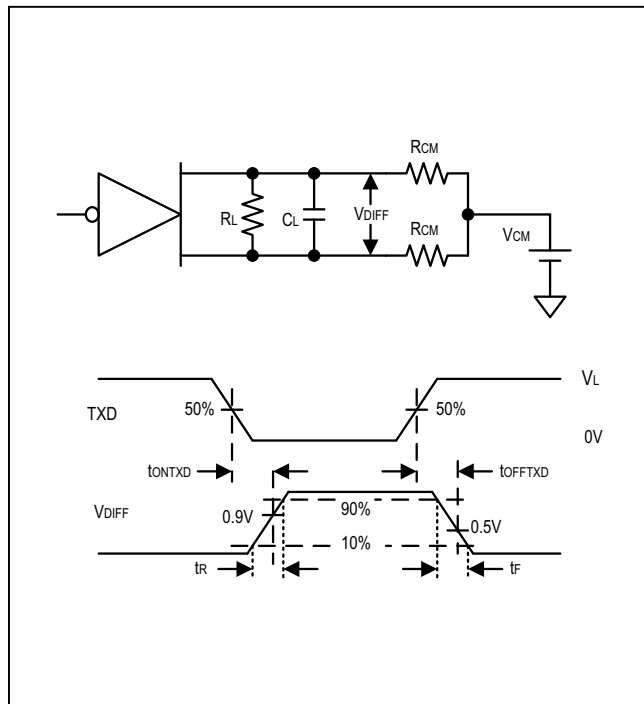 RCM
RL
CL
VDIFF
RCM
VCM
TXD
50%
50%
VL
0V
tONTXD
tOFFTXD
VDIFF
0.9V
90%
0.5V
10%
tR
tF